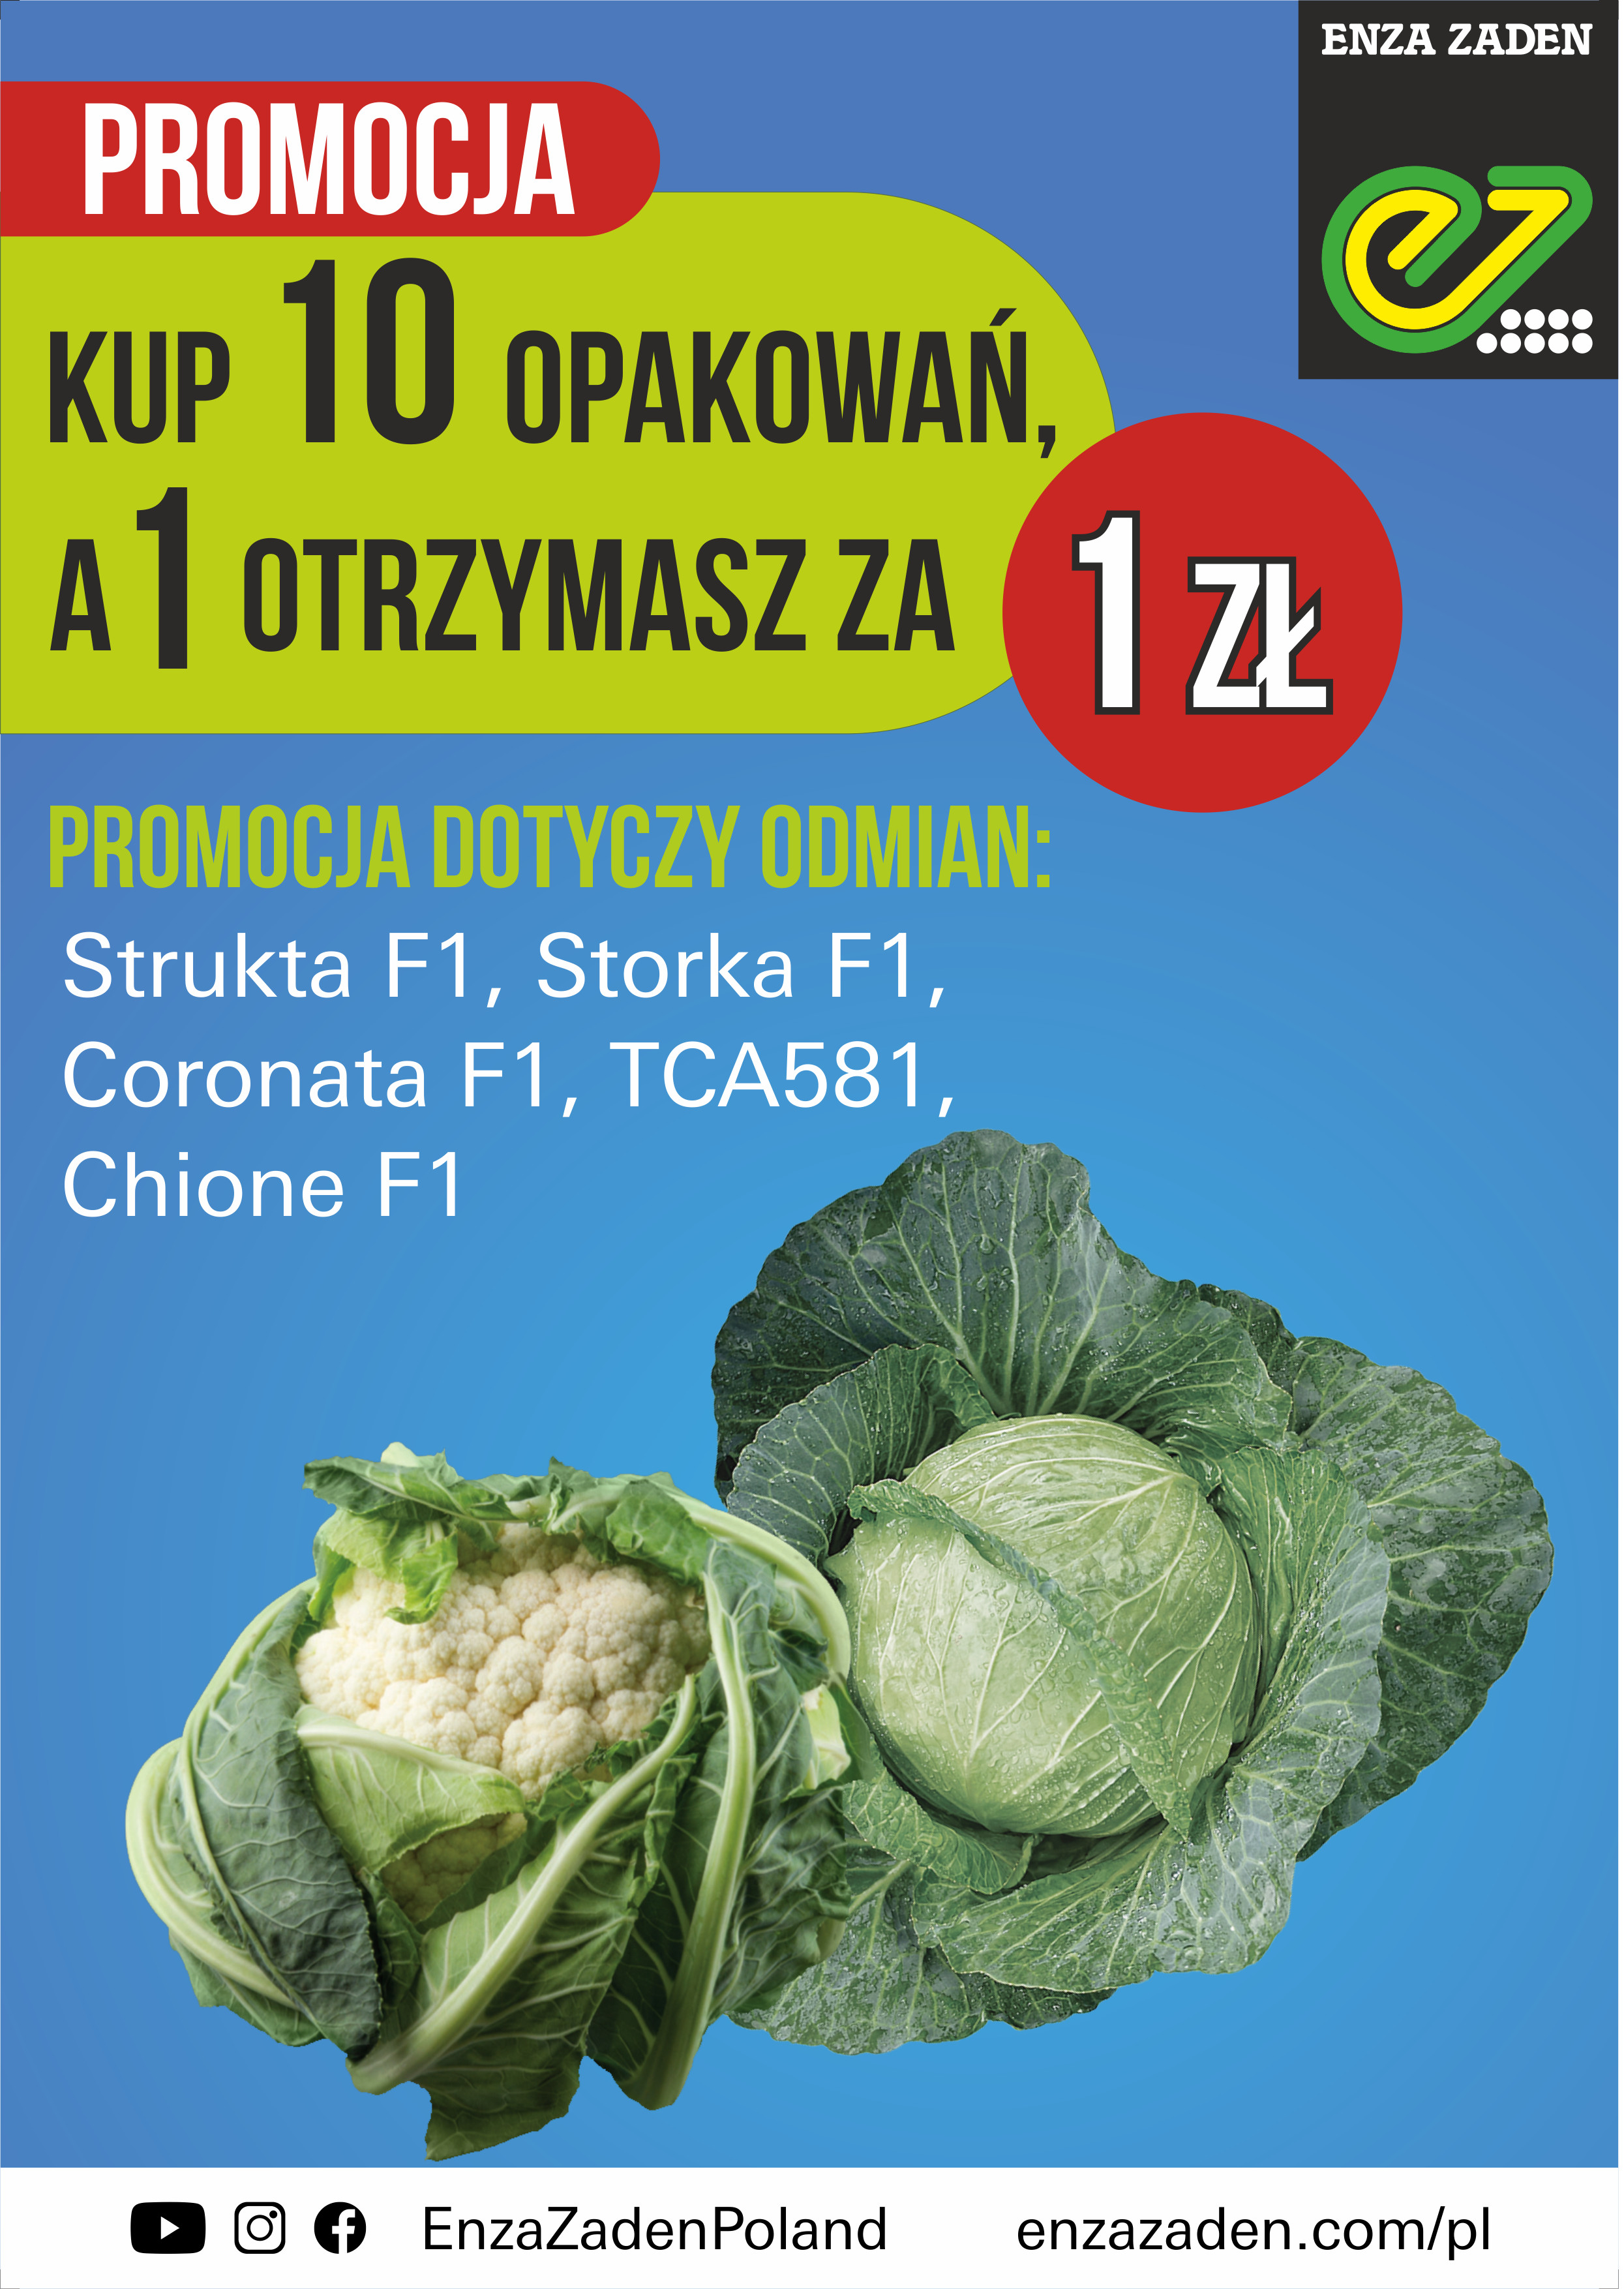 ENZA ZADEN
PROMOCJA
KUP 10 OPAKOWAŃ,
A 1 OTRZYMASZ ZA
1 ZŁ
PROMOCJA DOTYCZY ODMIAN:
Strukta F1, Storka F1,
Coronata F1, TCA581,
Chione F1
EnzaZadenPoland
enzazaden.com/pl